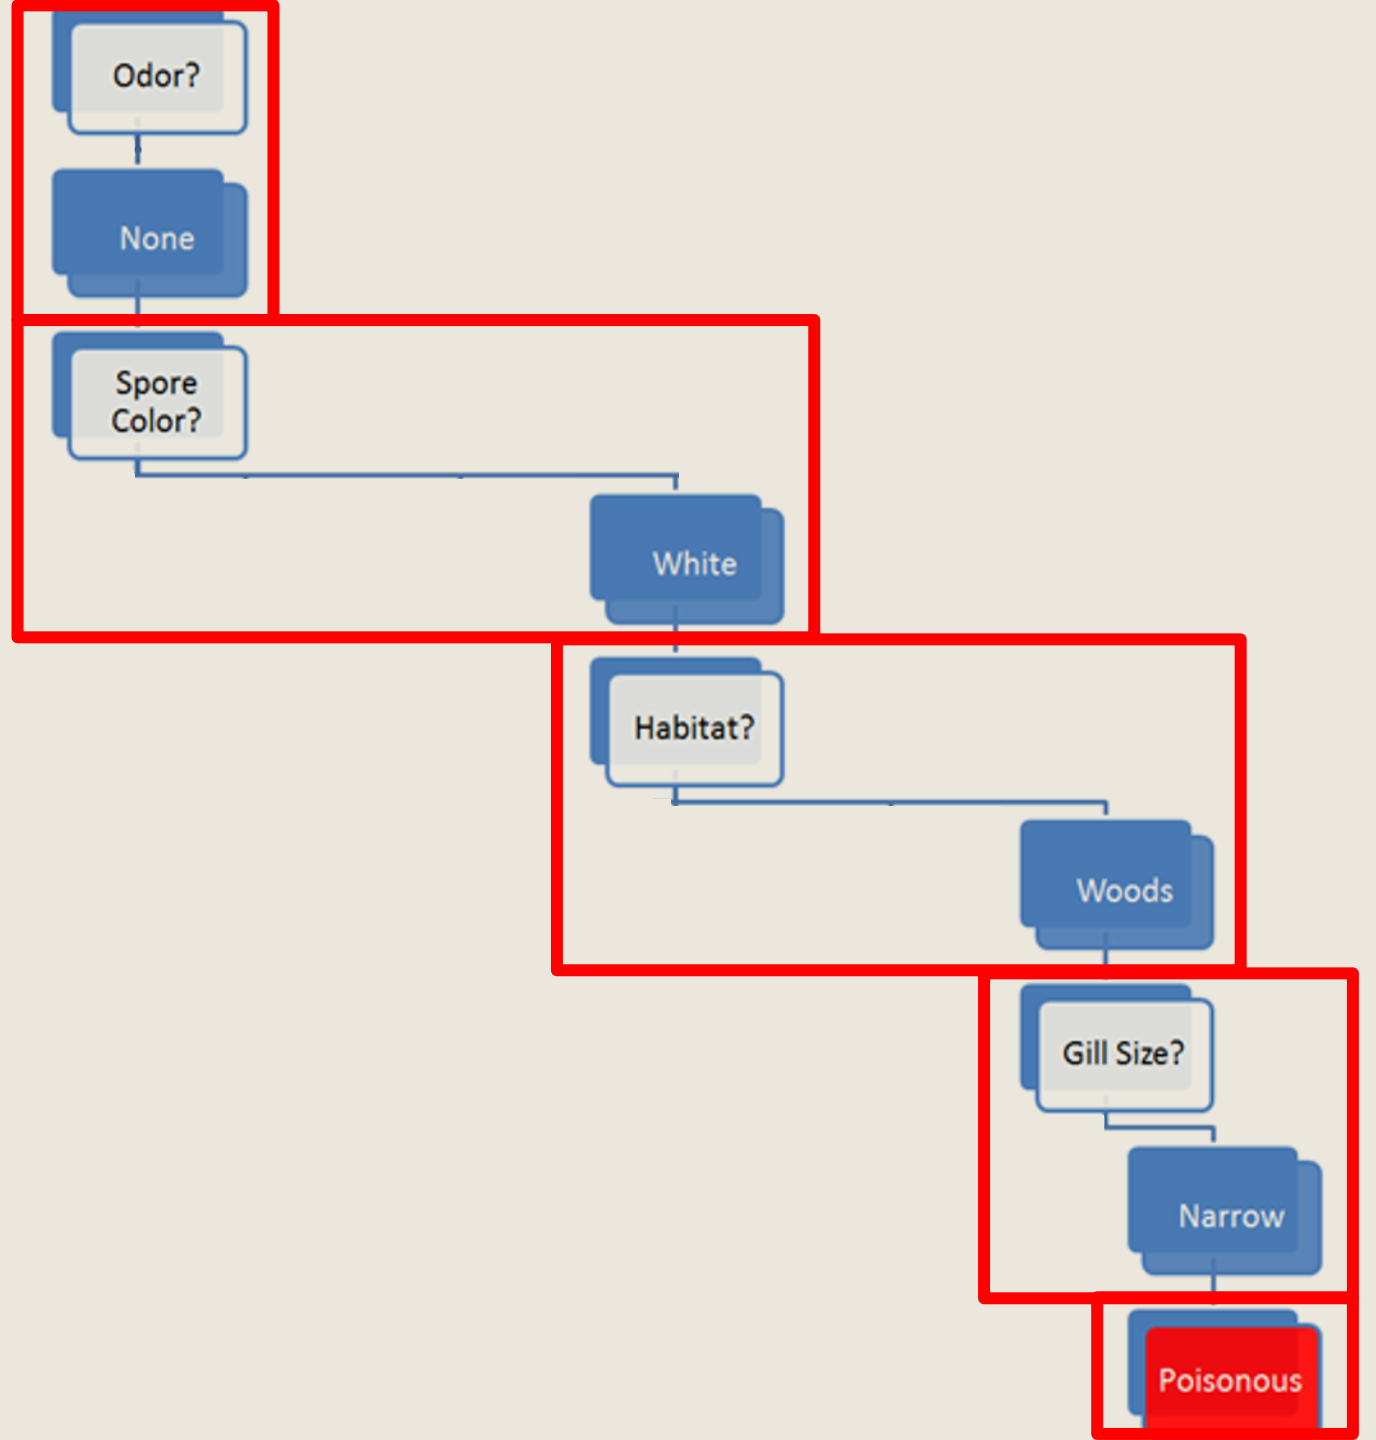 Odor?
None
Spore
Color?
White
Habitat?
Woods
Gill Size?
Narrow
Poisonous